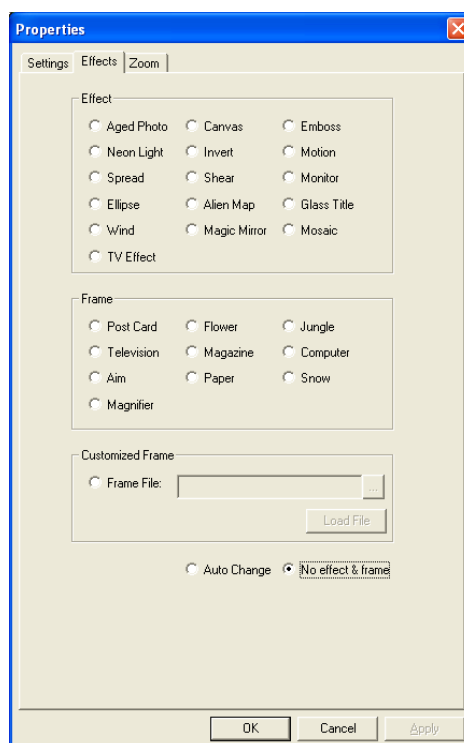 Properties
Settings Effects Zoom
Effect
Aged Photo Canvas Emboss
Neon Light Invert Motion
Spread Shear Monitor
Ellipse Alien Map Glass Title
Wind Magic Mirror Mosaic
TV Effect
Frame
Post Card Flower Jungle
Television Magazine Computer
Aim Paper Snow
Magnifier
Customized Frame
Frame File: ...
Load File
Auto Change No effect & frame
OK Cancel Apply